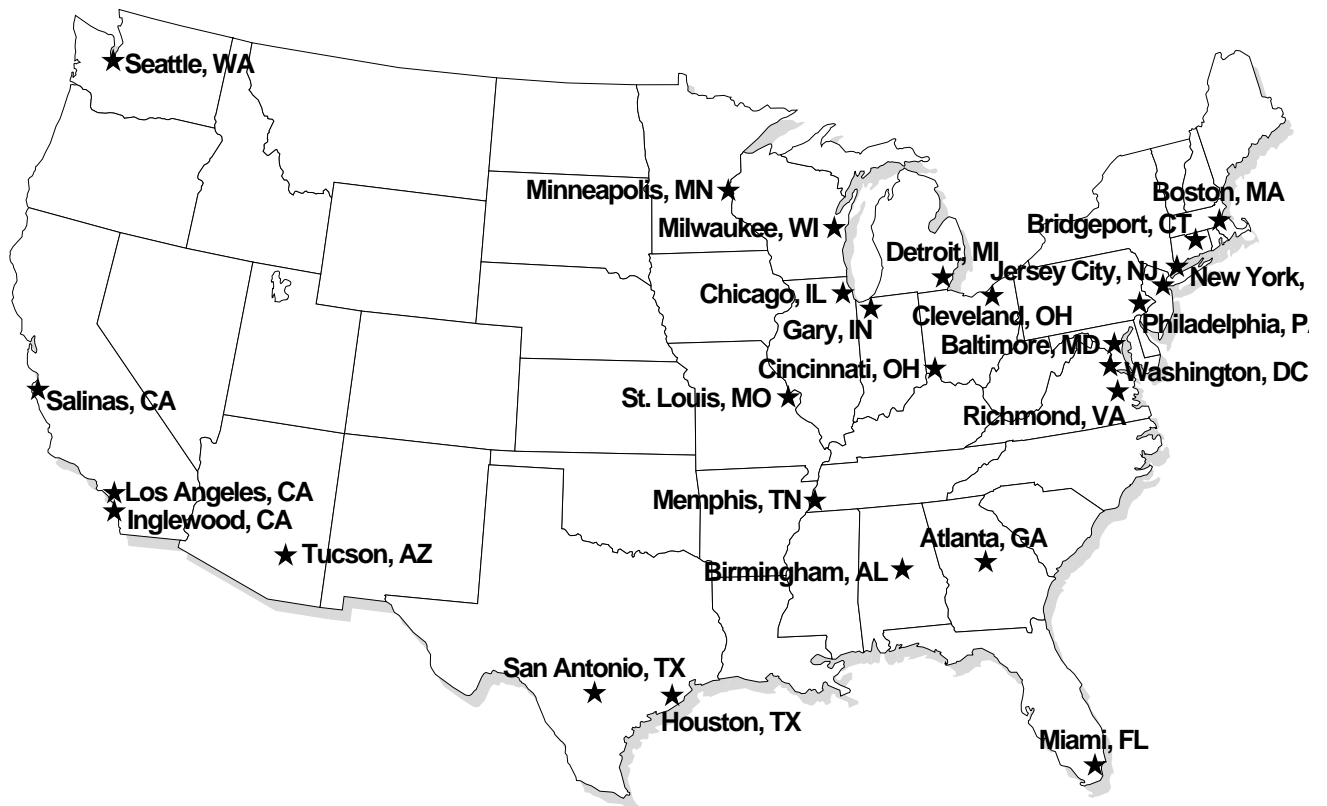 Seattle, WA
Minneapolis, MN
Boston, MA
Milwaukee, WI
Bridgeport, CT
Detroit, MI
Jersey City, NJ
New York,
Chicago, IL
Gary, IN
Cleveland, OH
Philadelphia, P
Baltimore, MD
Cincinnati, OH
Washington, DC
St. Louis, MO
Salinas, CA
Richmond, VA
Los Angeles, CA
Memphis, TN
Inglewood, CA
Atlanta, GA
Tucson, AZ
Birmingham, AL
San Antonio, TX
Houston, TX
Miami, FL